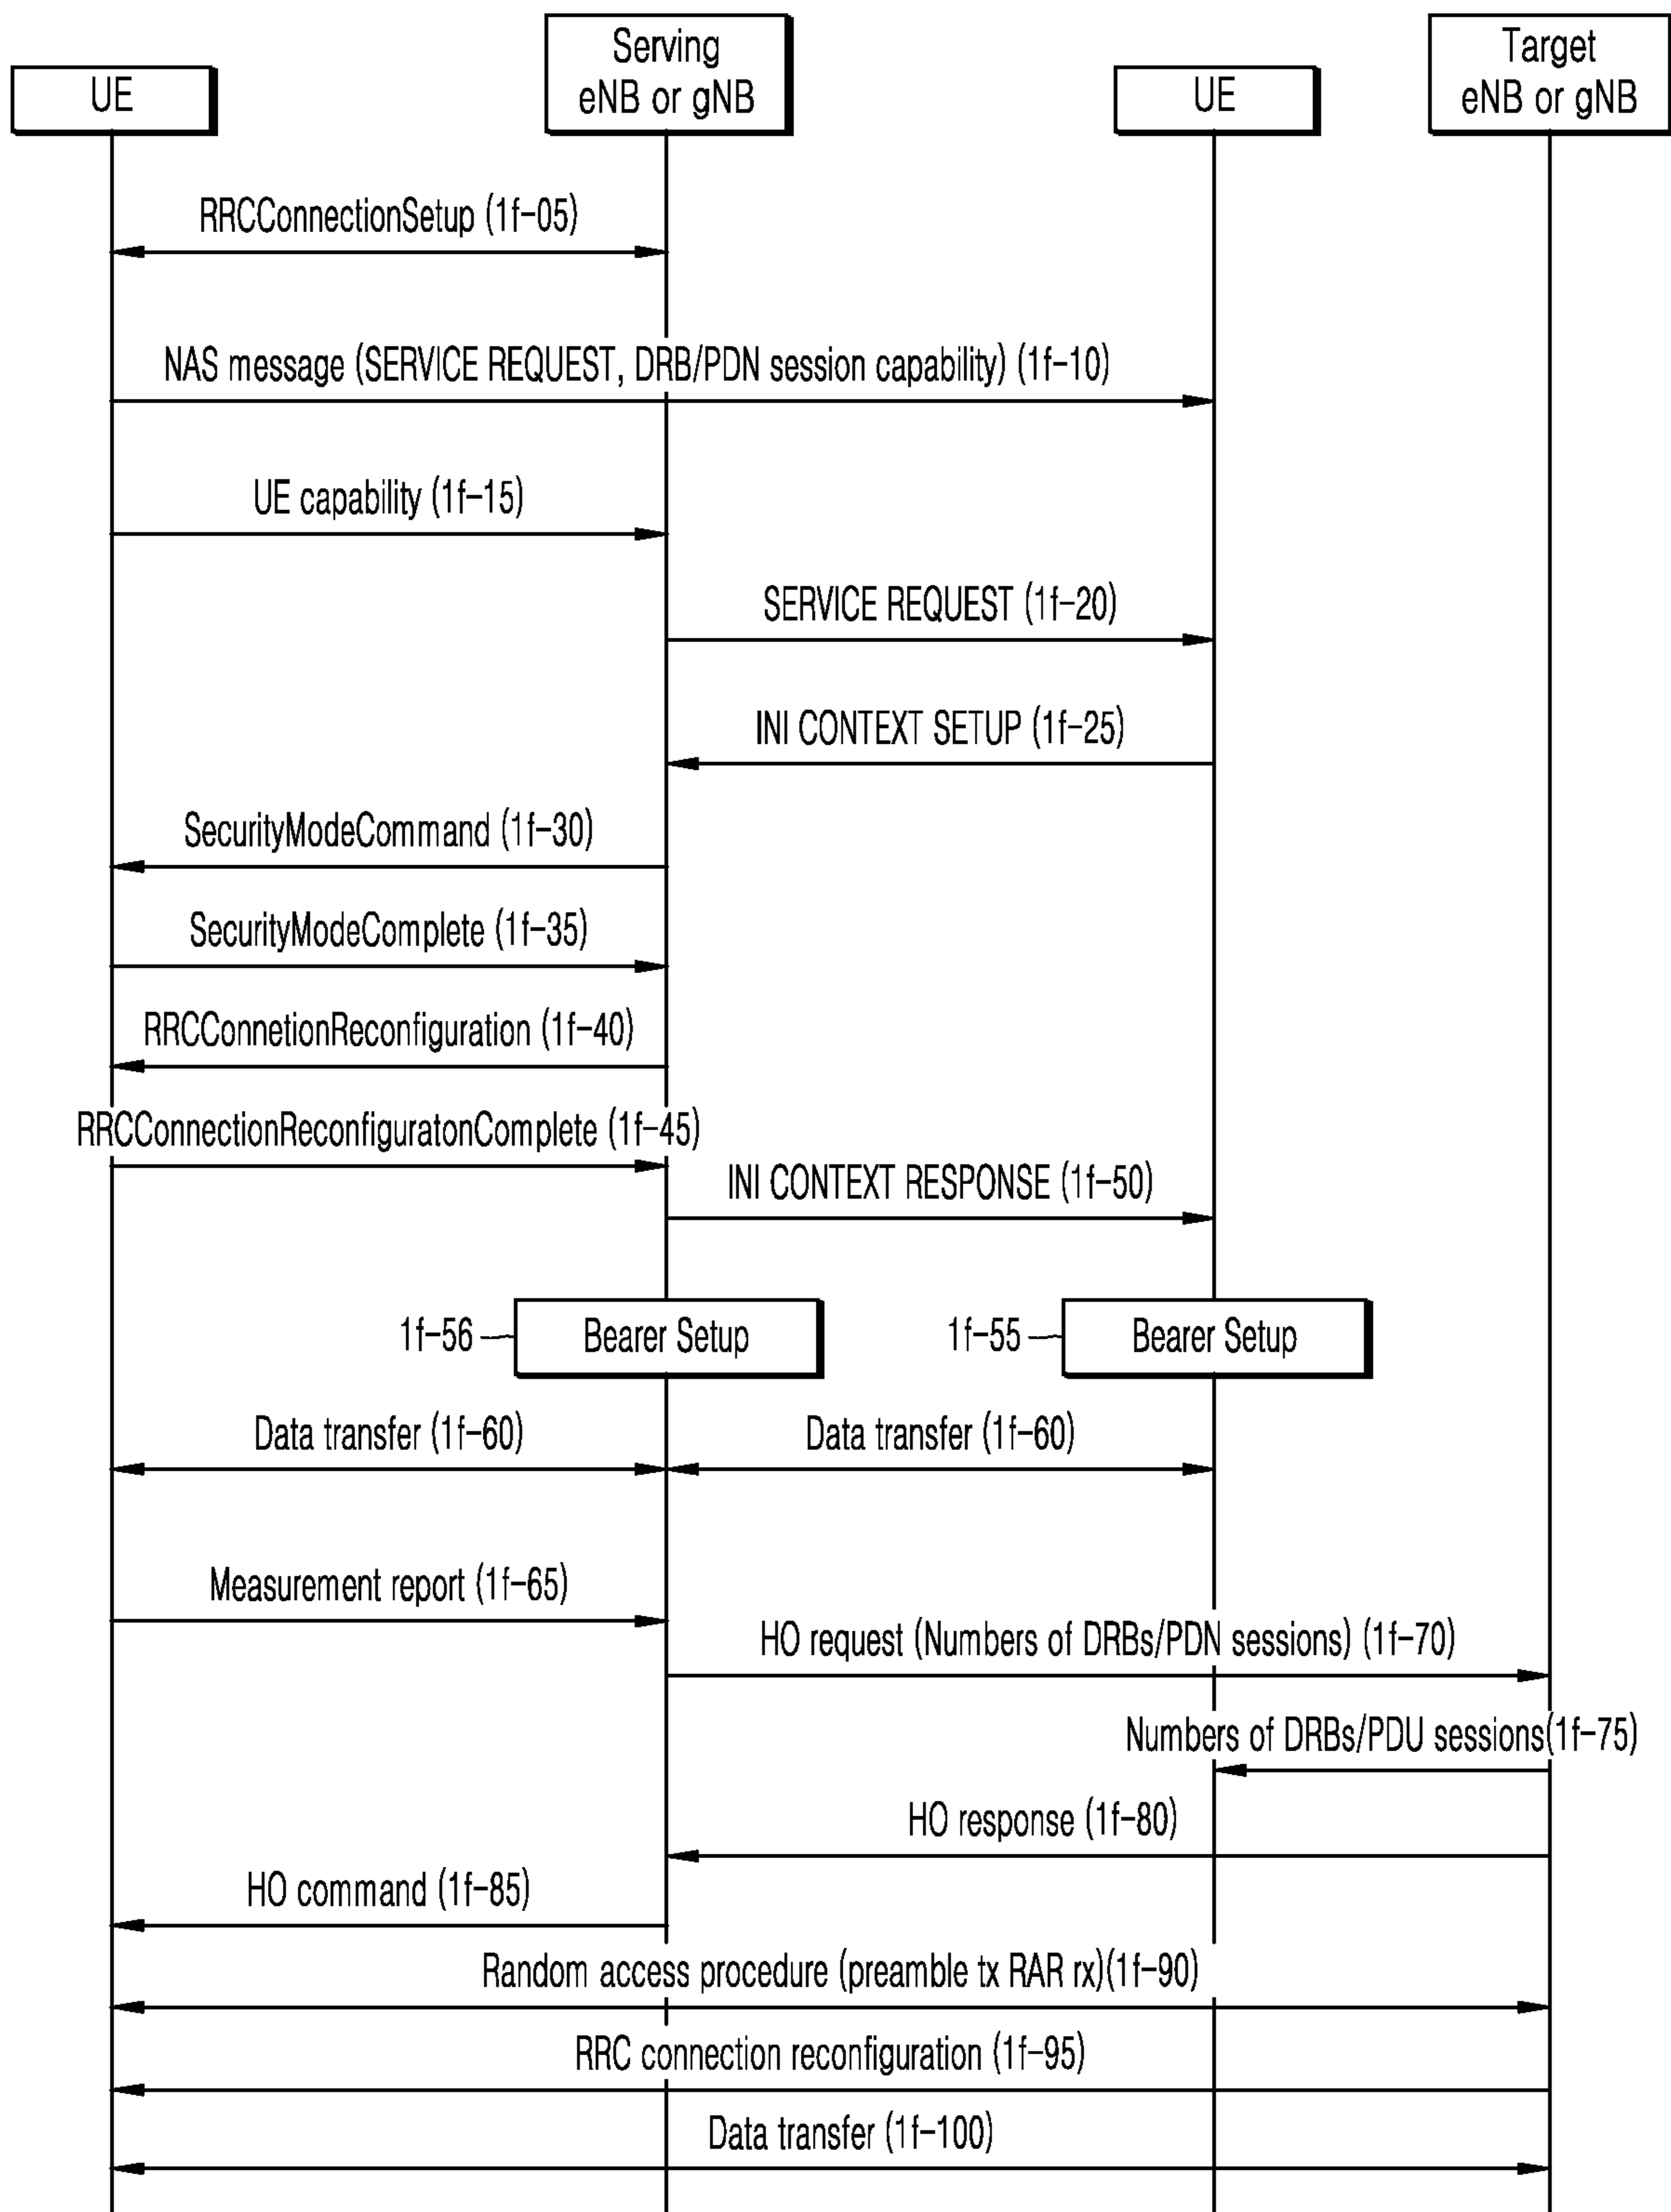 UE
Serving
eNB or gNB
UE
Target
eNB or gNB
RRCConnectionSetup (1f-05)
NAS message (SERVICE REQUEST, DRB/PDN session capability) (1f-10)
UE capability (1f-15)
SERVICE REQUEST (1f-20)
INI CONTEXT SETUP (1f-25)
SecurityModeCommand (1f-30)
SecurityModeComplete (1f-35)
RRCConnetionReconfiguration (1f-40)
RRCConnectionReconfiguratonComplete (1f-45)
INI CONTEXT RESPONSE (1f-50)
1f-56
Bearer Setup
1f-55
Bearer Setup
Data transfer (1f-60)
Data transfer (1f-60)
Measurement report (1f-65)
HO request (Numbers of DRBs/PDN sessions) (1f-70)
Numbers of DRBs/PDU sessions(1f-75)
HO response (1f-80)
HO command (1f-85)
Random access procedure (preamble tx RAR rx)(1f-90)
RRC connection reconfiguration (1f-95)
Data transfer (1f-100)